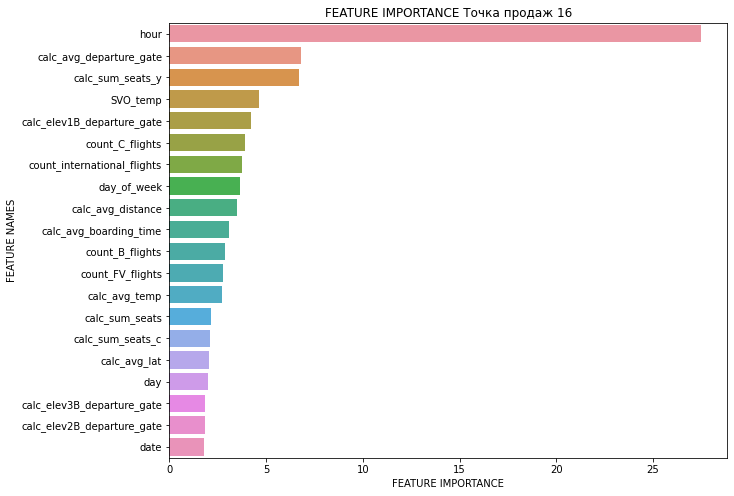 FEATURE IMPORTANCE Точка продаж 16
FEATURE NAMES
hour
calc_avg_departure_gate
calc_sum_seats_y
SVO_temp
calc_elev1B_departure_gate
count_C_flights
count_international_flights
day_of_week
calc_avg_distance
calc_avg_boarding_time
count_B_flights
count_FV_flights
calc_avg_temp
calc_sum_seats
calc_sum_seats_c
calc_avg_lat
day
calc_elev3B_departure_gate
calc_elev2B_departure_gate
date
0 5 10 15 20 25
FEATURE IMPORTANCE